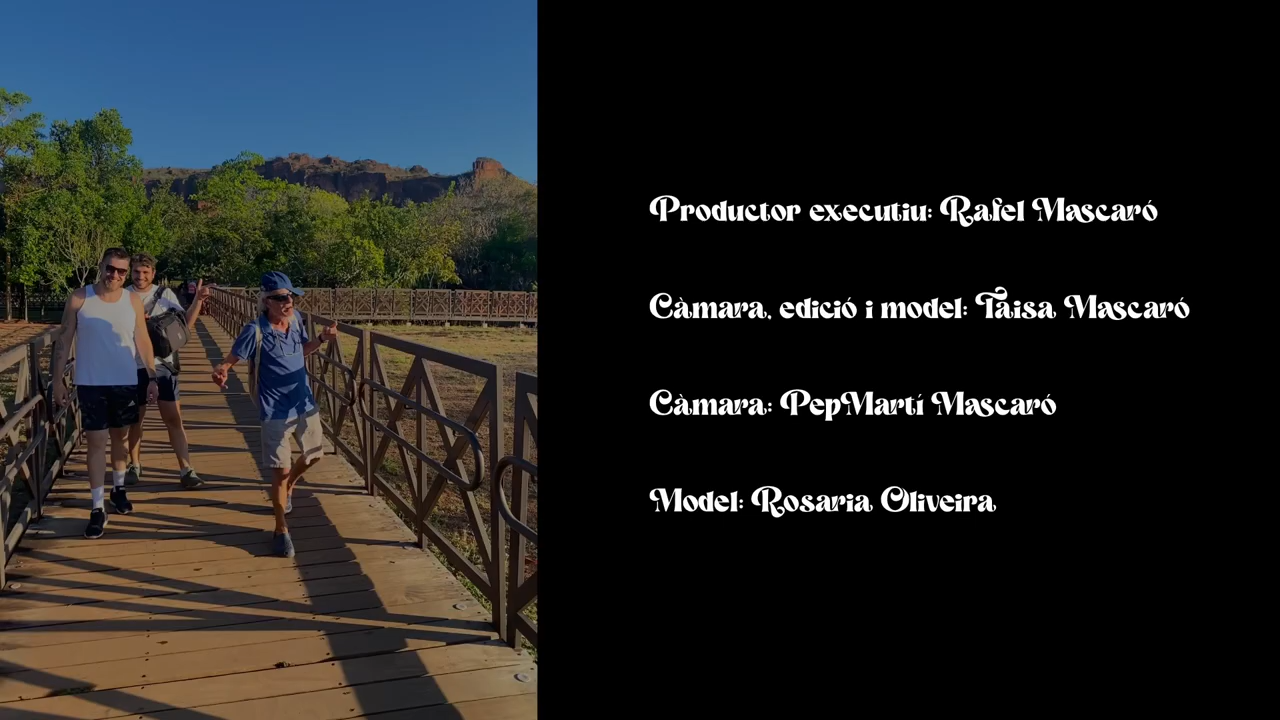 Productor executiu: Rafel Mascaró
Càmara, edició i model: Taisa Mascaró
Càmara: PepMartí Mascaró
Model: Rosaria Oliveira